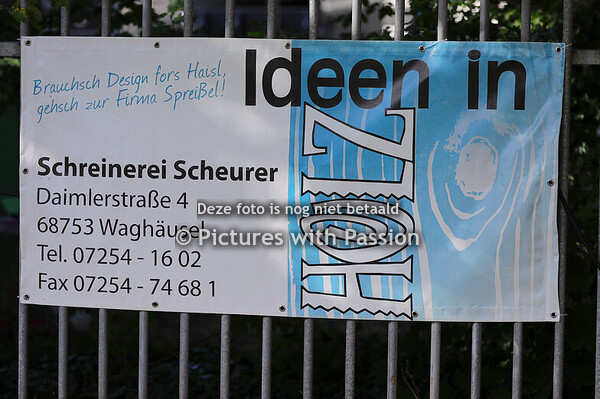 Brauchsch Design fors Haisl,
gehsch zur Firma Spreißel!
Ideen in
HOLZ
Schreinerei Scheurer
Daimlerstraße 4
68753 Waghäusel
Tel. 07254 - 16 02
Fax 07254 - 74 68 1
Deze foto is nog niet betaald
© Pictures with Passion